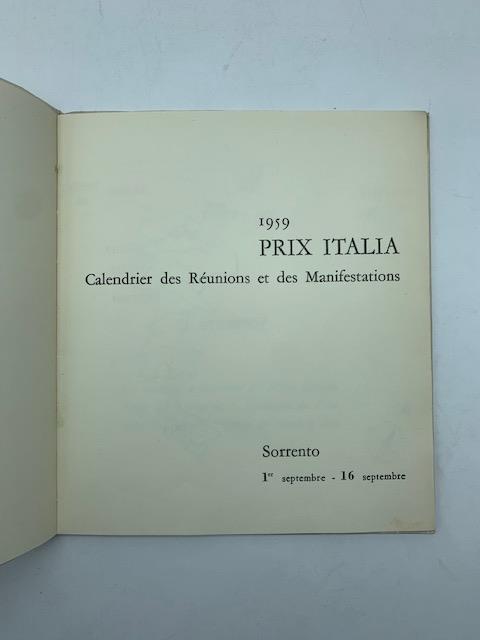 1959
PRIX ITALIA
Calendrier des Réunions et des Manifestations
Sorrento
1er septembre - 16 septembre